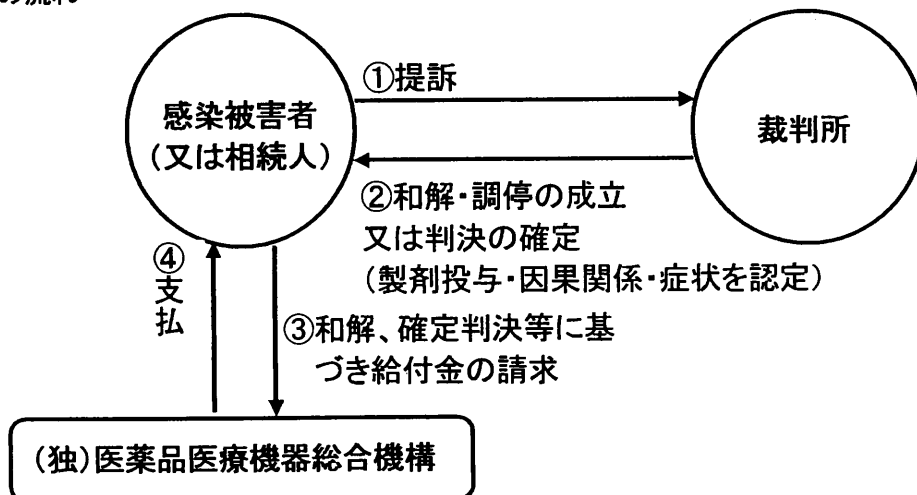 の流れ
①提訴
感染被害者
(又は相続人)
裁判所
②和解・調停の成立
又は判決の確定
(製剤投与・因果関係・症状を認定)
④支払
③和解、確定判決等に基
づき給付金の請求
(独)医薬品医療機器総合機構